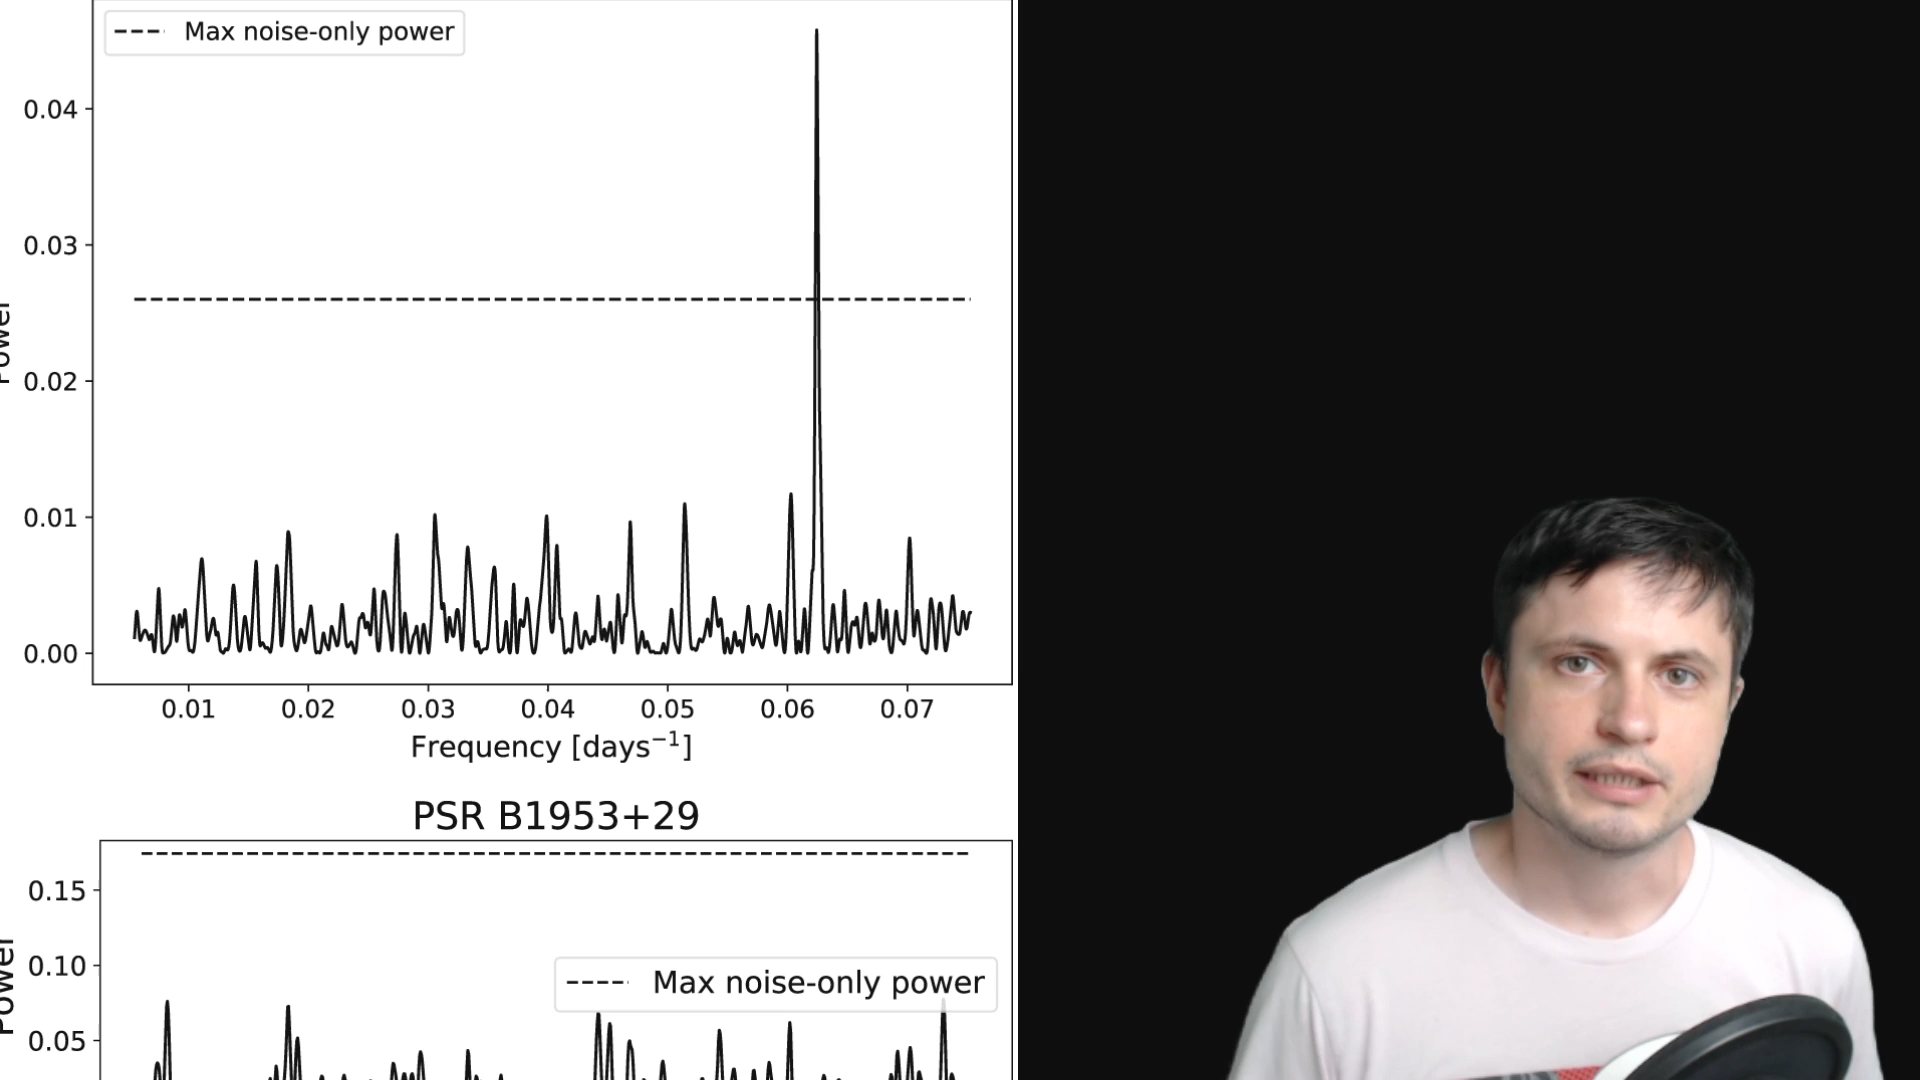 Max noise-only power
0.04
0.03
0.02
0.01
0.00
Power
0.01 0.02 0.03 0.04 0.05 0.06 0.07
Frequency [days⁻¹]
PSR B1953+29
0.15
0.10
0.05
Power
Max noise-only power